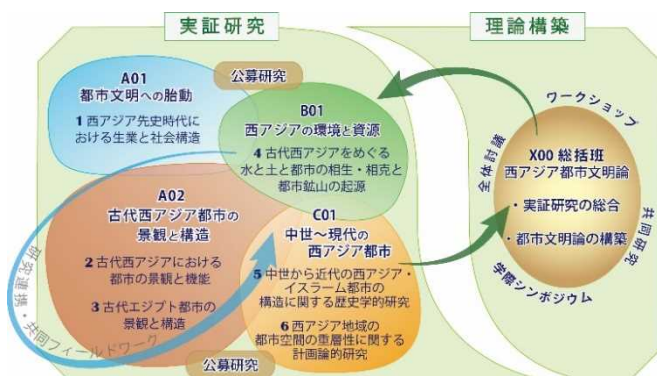 実証研究
理論構築
公募研究
A01
都市文明への胎動
1 西アジア先史時代に
おける生業と社会構造
B01
西アジアの環境と資源
4 古代西アジアをめぐる
水と土と都市の相生・相克と
都市鉱山の起源
A02
古代西アジア都市の
景観と構造
2 古代西アジアにおける
都市の景観と機能
3 古代エジプト都市の
景観と構造
C01
中世~現代の
西アジア都市
5 中世から近代の西アジア・
イスラーム都市の
構造に関する歴史学的研究
6 西アジア地域の
都市空間の重層性に関する
計画論的研究
公募研究
研究連携・共同フィールドワーク
ワークショップ
全体討議
X00 総括班
西アジア都市文明論
・実証研究の総合
・都市文明論の構築
共同研究
学際シンポジウム